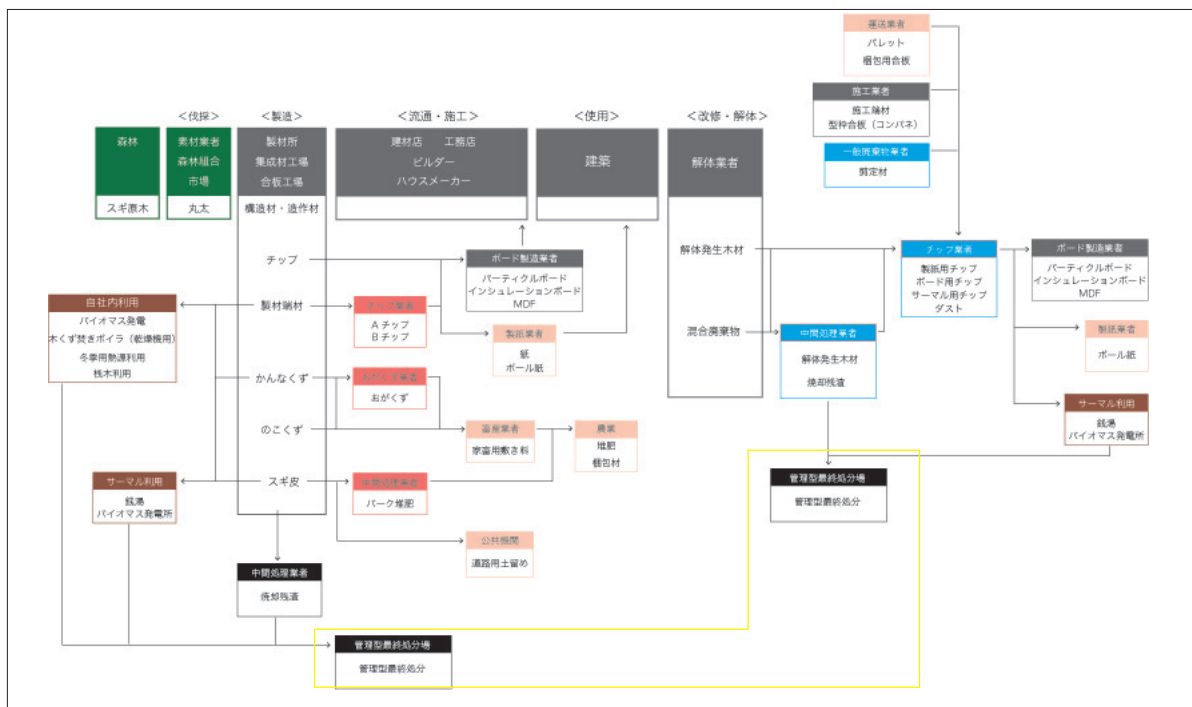 運送業者
パレット
梱包用合板
施工業者
施工端材
型枠合板（コンパネ）
一般廃棄物業者
剪定材
＜伐採＞
＜製造＞
＜流通・施工＞
＜使用＞
＜改修・解体＞
森林
スギ原木
素材業者
森林組合
市場
丸太
製材所
集成材工場
合板工場
構造材・造作材
建材店　工務店
ビルダー
ハウスメーカー
建築
解体業者
チップ
製材端材
かんなくず
のこくず
スギ皮
ボード製造業者
パーティクルボード
インシュレーションボード
MDF
チップ業者
Aチップ
Bチップ
製紙業者
紙
ボール紙
おがくず業者
おがくず
畜産業者
家畜用敷き料
農業
堆肥
梱包材
中間処理業者
バーク堆肥
公共機関
道路用土留め
自社内利用
バイオマス発電
木くず焚きボイラ（乾燥機用）
冬季用熱源利用
桟木利用
サーマル利用
銭湯
バイオマス発電所
中間処理業者
焼却残渣
管理型最終処分場
管理型最終処分
解体発生木材
混合廃棄物
中間処理業者
解体発生木材
焼却残渣
チップ業者
製紙用チップ
ボード用チップ
サーマル用チップ
ダスト
ボード製造業者
パーティクルボード
インシュレーションボード
MDF
製紙業者
ボール紙
サーマル利用
銭湯
バイオマス発電所
管理型最終処分場
管理型最終処分